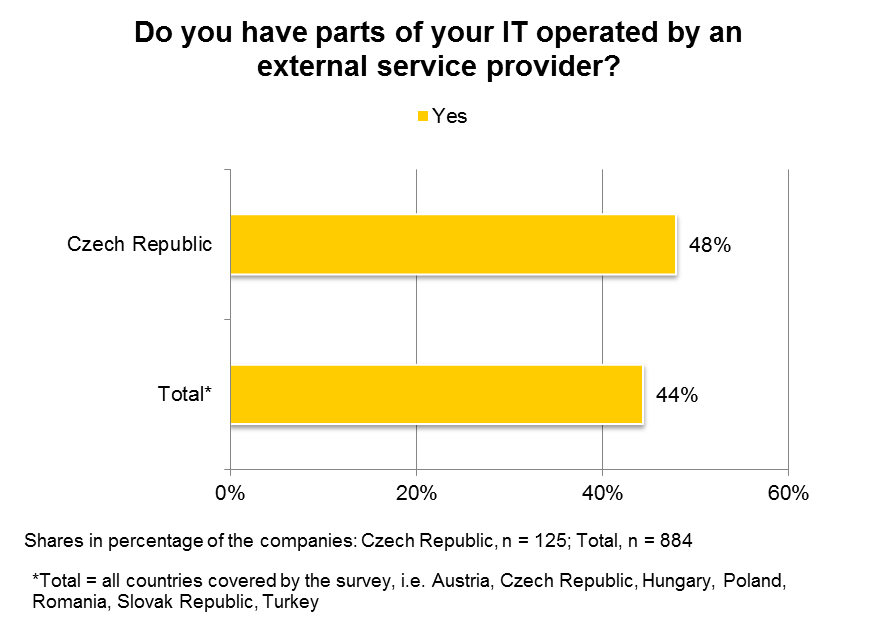 Do you have parts of your IT operated by an
external service provider?
Yes
Czech Republic
48%
Total*
44%
0%
20%
40%
60%
Shares in percentage of the companies: Czech Republic, n = 125; Total, n = 884
*Total = all countries covered by the survey, i.e. Austria, Czech Republic, Hungary, Poland,
Romania, Slovak Republic, Turkey